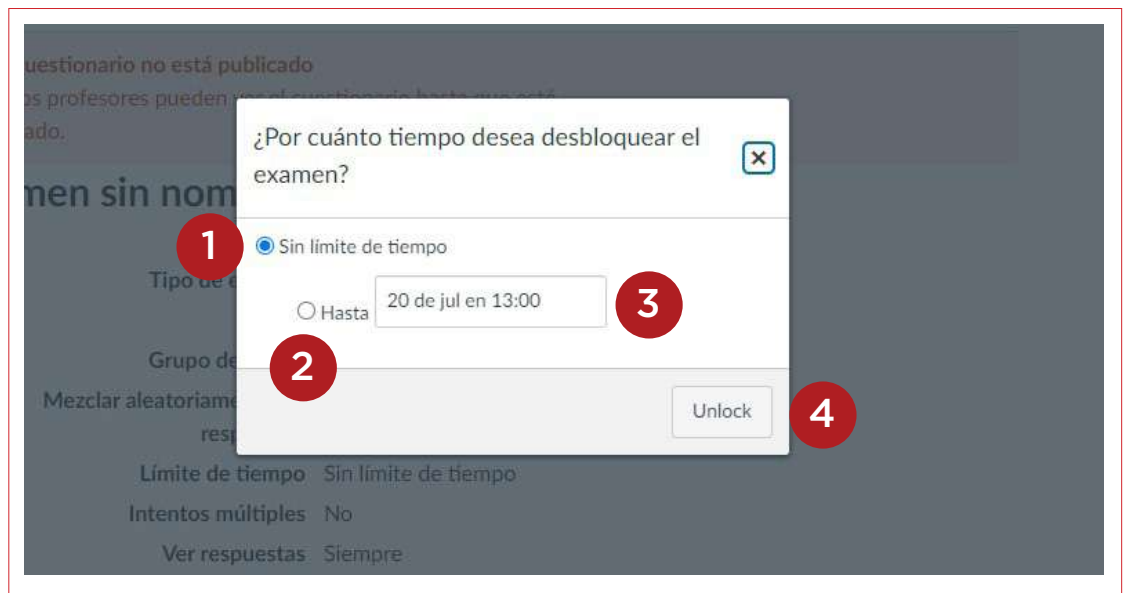 uestionario no está publicado
os profesores pueden
ado.
¿Por cuánto tiempo desea desbloquear el
examen?
men sin nom
1
Sin límite de tiempo
Tipo de e
Hasta
20 de jul en 13:00
3
2
Grupo de
Mezclar aleatoriame
resp
Unlock
4
Límite de tiempo Sin límite de tiempo
Intentos múltiples No
Ver respuestas Siempre